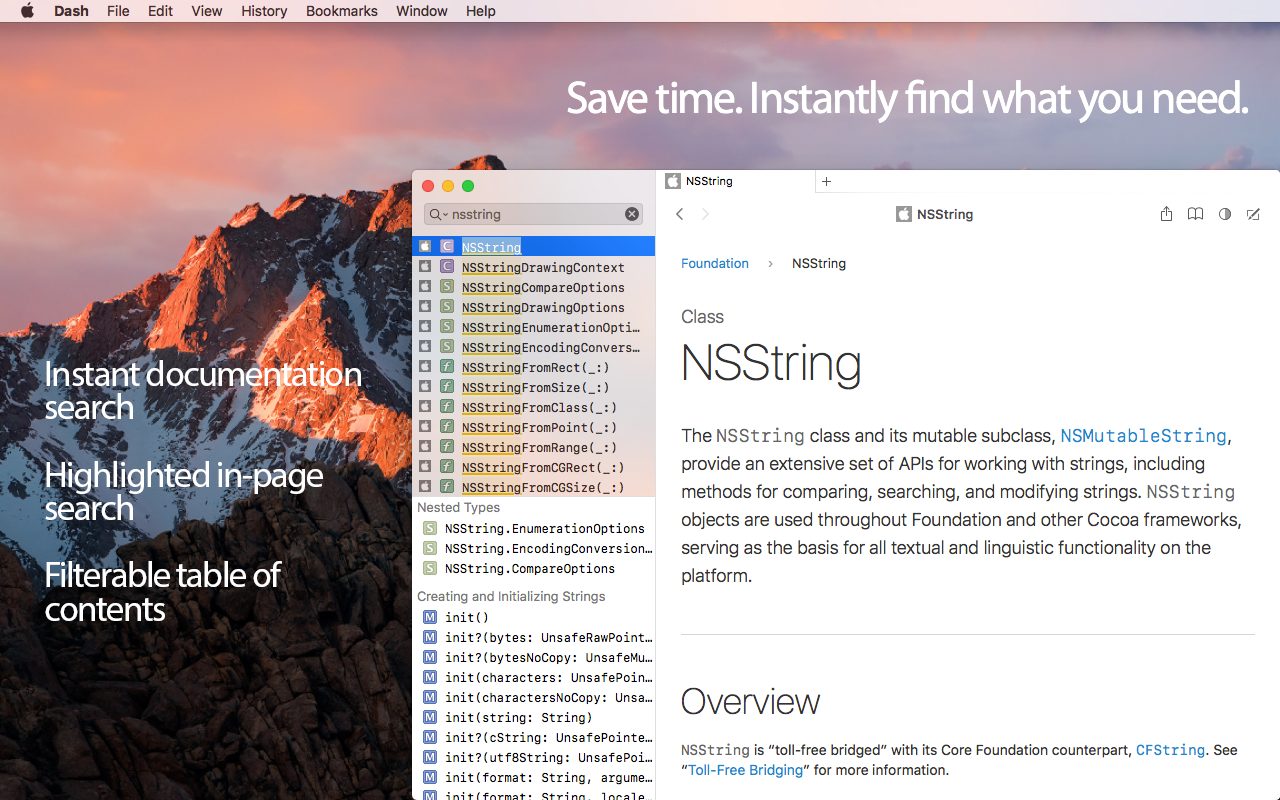 Dash File Edit View History Bookmarks Window Help
Save time. Instantly find what you need.
Instant documentation
search
Highlighted in-page
search
Filterable table of
contents
nsstring
NSString
NSStringDrawingContext
NSStringCompareOptions
NSStringDrawingOptions
NSStringEnumerationOpti…
NSStringEncodingConvers…
NSStringFromRect(_:)
NSStringFromSize(_:)
NSStringFromClass(_:)
NSStringFromPoint(_:)
NSStringFromRange(_:)
NSStringFromCGRect(_:)
NSStringFromCGSize(_:)
Nested Types
NSString.EnumerationOptions
NSString.EncodingConversion…
NSString.CompareOptions
Creating and Initializing Strings
init()
init?(bytes: UnsafeRawPoint…
init?(bytesNoCopy: UnsafeMu…
init(characters: UnsafePoin…
init(charactersNoCopy: Unsa…
init(string: String)
init?(cString: UnsafePointe…
init?(utf8String: UnsafePoi…
init(format: String, argume…
init(format: String, locale…
NSString
NSString
Foundation › NSString
Class
NSString
The NSString class and its mutable subclass, NSMutableString,
provide an extensive set of APIs for working with strings, including
methods for comparing, searching, and modifying strings. NSString
objects are used throughout Foundation and other Cocoa frameworks,
serving as the basis for all textual and linguistic functionality on the
platform.
Overview
NSString is “toll-free bridged” with its Core Foundation counterpart, CFString. See
“Toll-Free Bridging” for more information.